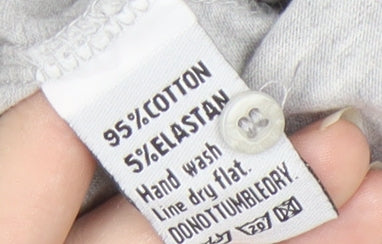 95%COTTON
5%ELASTAN
Hand wash
Line dry flat.
DONOTTUMBLEDRY.